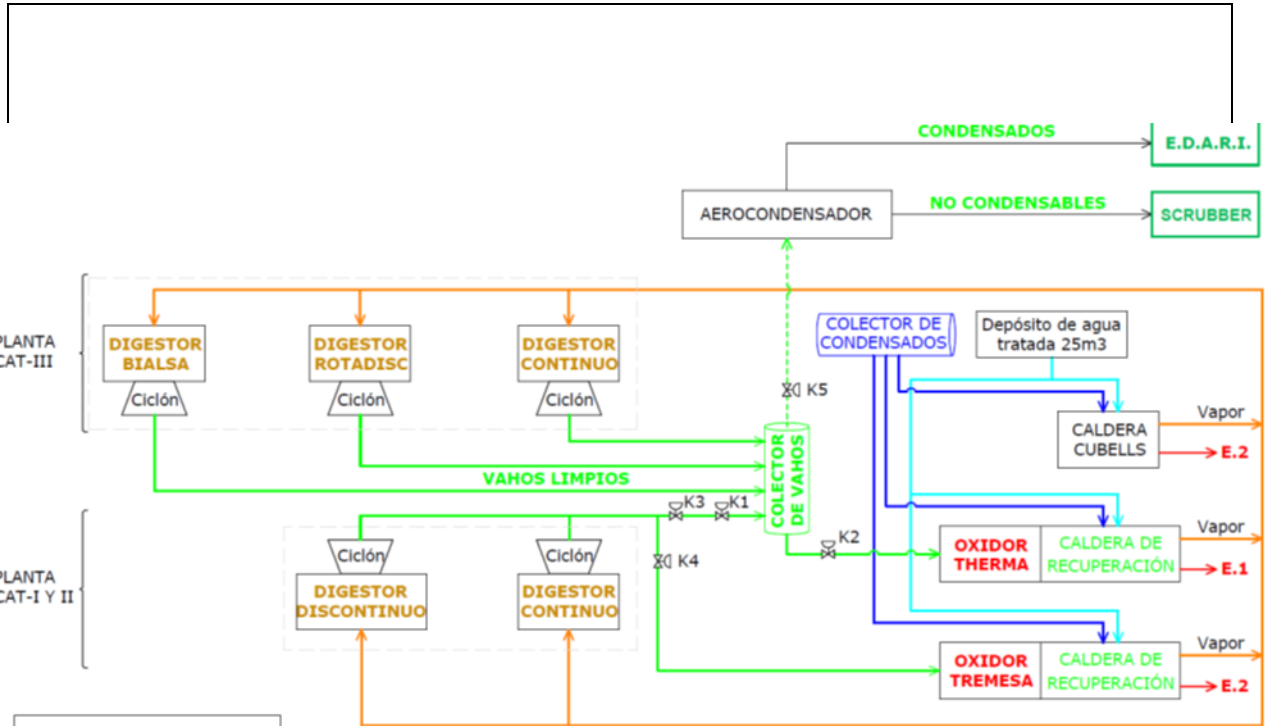 CONDENSADOS
E.D.A.R.I.
AEROCONDENSADOR
NO CONDENSABLES
SCRUBBER
PLANTA
CAT-III
DIGESTOR
BIALSA
Ciclón
DIGESTOR
ROTADISC
Ciclón
DIGESTOR
CONTINUO
Ciclón
COLECTOR DE
CONDENSADOS
Depósito de agua
tratada 25m3
K5
CALDERA
CUBELLS
Vapor
E.2
VAHOS LIMPIOS
COLECTOR
DE VAHOS
K3
K1
K2
K4
PLANTA
CAT-I Y II
Ciclón
DIGESTOR
DISCONTINUO
Ciclón
DIGESTOR
CONTINUO
OXIDOR
THERMA
CALDERA DE
RECUPERACIÓN
Vapor
E.1
OXIDOR
TREMESA
CALDERA DE
RECUPERACIÓN
Vapor
E.2